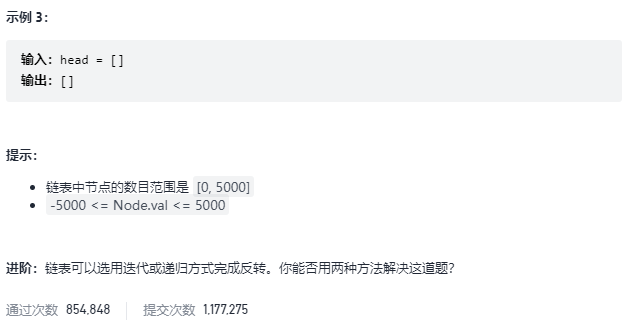 示例 3：
输入：head = []
输出：[]
提示：
链表中节点的数目范围是 [0, 5000]
-5000 <= Node.val <= 5000
进阶：链表可以选用迭代或递归方式完成反转。你能否用两种方法解决这道题？
通过次数 854,848 提交次数 1,177,275